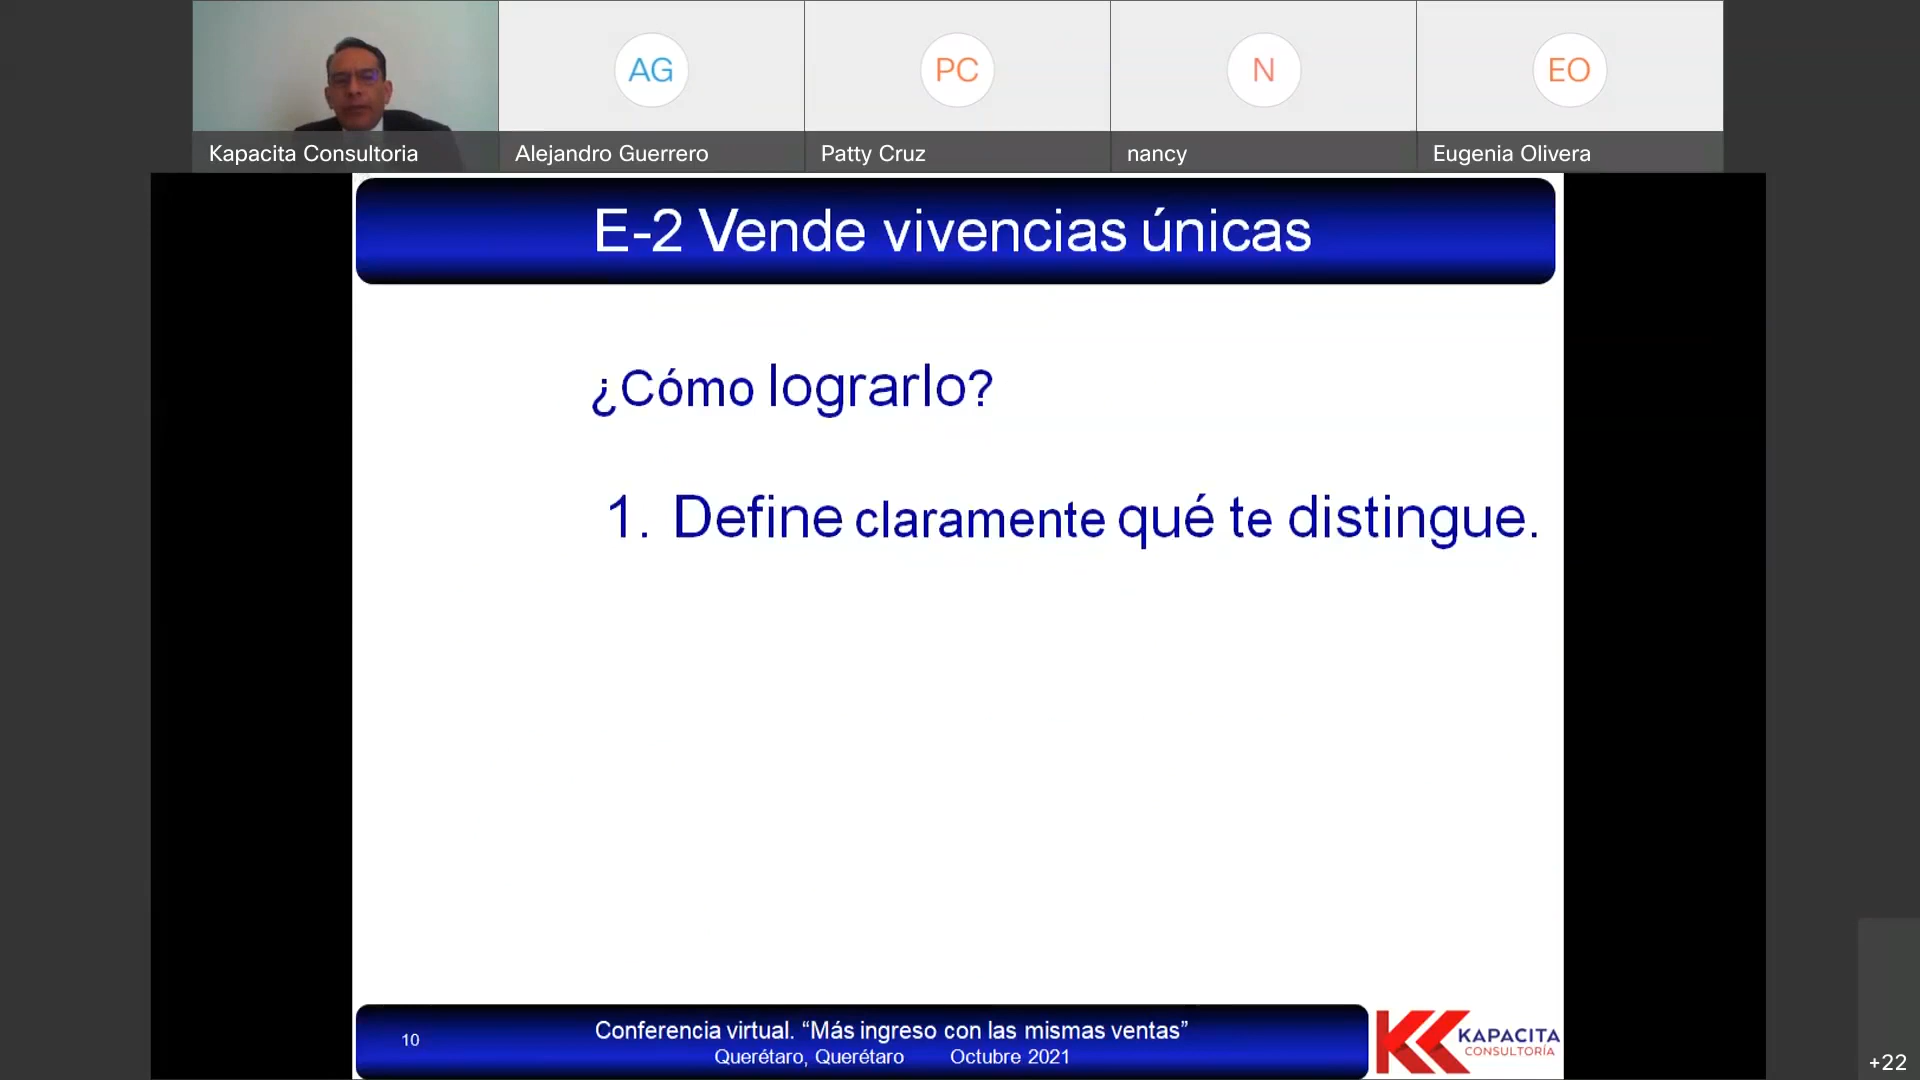 AG
PC
N
EO
Kapacita Consultoria
Alejandro Guerrero
Patty Cruz
nancy
Eugenia Olivera
E-2 Vende vivencias únicas
¿Cómo lograrlo?
1. Define claramente qué te distingue.
10
Conferencia virtual. “Más ingreso con las mismas ventas”
Querétaro, Querétaro Octubre 2021
KAPACITA
CONSULTORÍA
+22